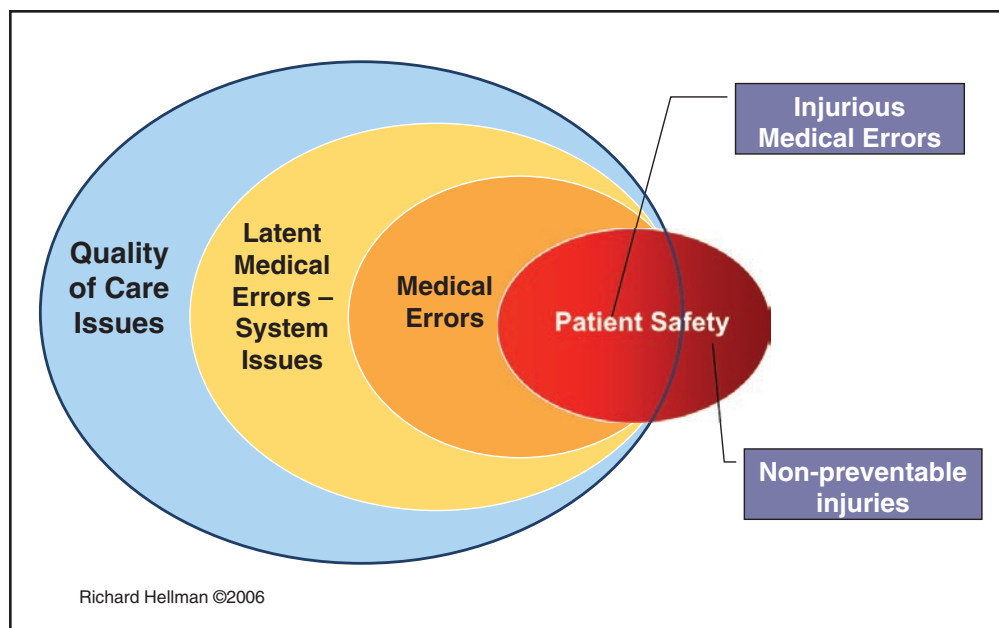 Quality
of Care
Issues
Latent
Medical
Errors –
System
Issues
Medical
Errors
Patient Safety
Injurious
Medical Errors
Non-preventable
injuries
Richard Hellman ©2006